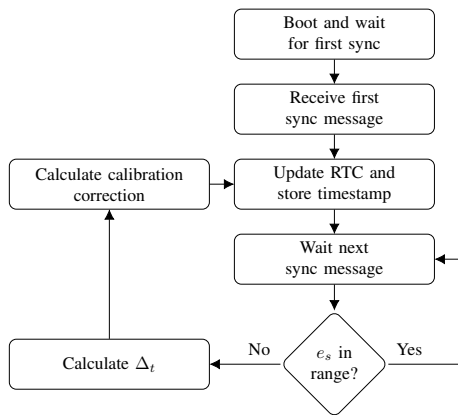 Boot and wait
for first sync
Receive first
sync message
Calculate calibration
correction
Update RTC and
store timestamp
Wait next
sync message
No
e_s in
range?
Yes
Calculate Δ_t